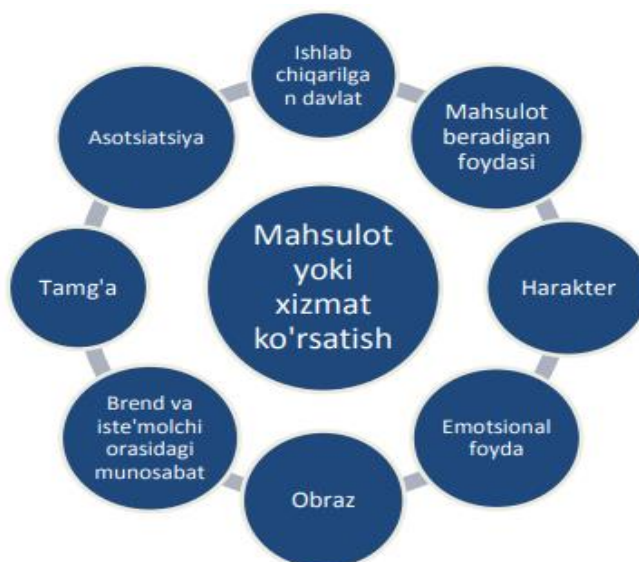 Ishlab
chiqarilga
n davlat
Mahsulot
beradigan
foydasi
Harakter
Emotsional
foyda
Obraz
Brend va
iste'molchi
orasidagi
munosabat
Tamg'a
Asotsiatsiya
Mahsulot
yoki
xizmat
ko'rsatish